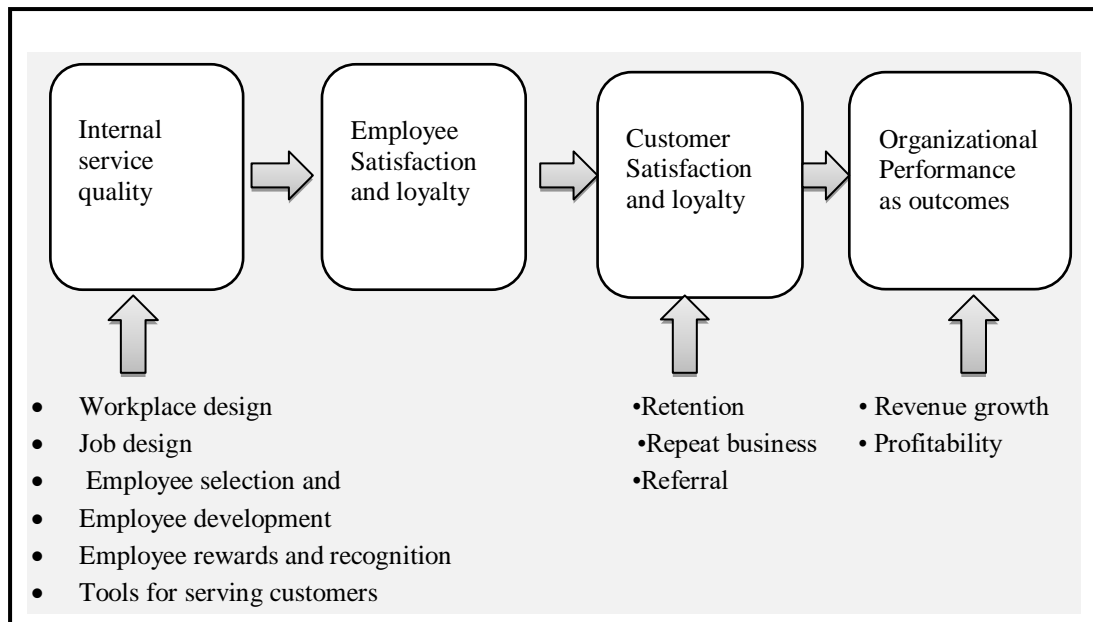 Internal
service
quality
Employee
Satisfaction
and loyalty
Customer
Satisfaction
and loyalty
Organizational
Performance
as outcomes
• Workplace design
• Job design
• Employee selection and
• Employee development
• Employee rewards and recognition
• Tools for serving customers
•Retention
•Repeat business
•Referral
• Revenue growth
• Profitability